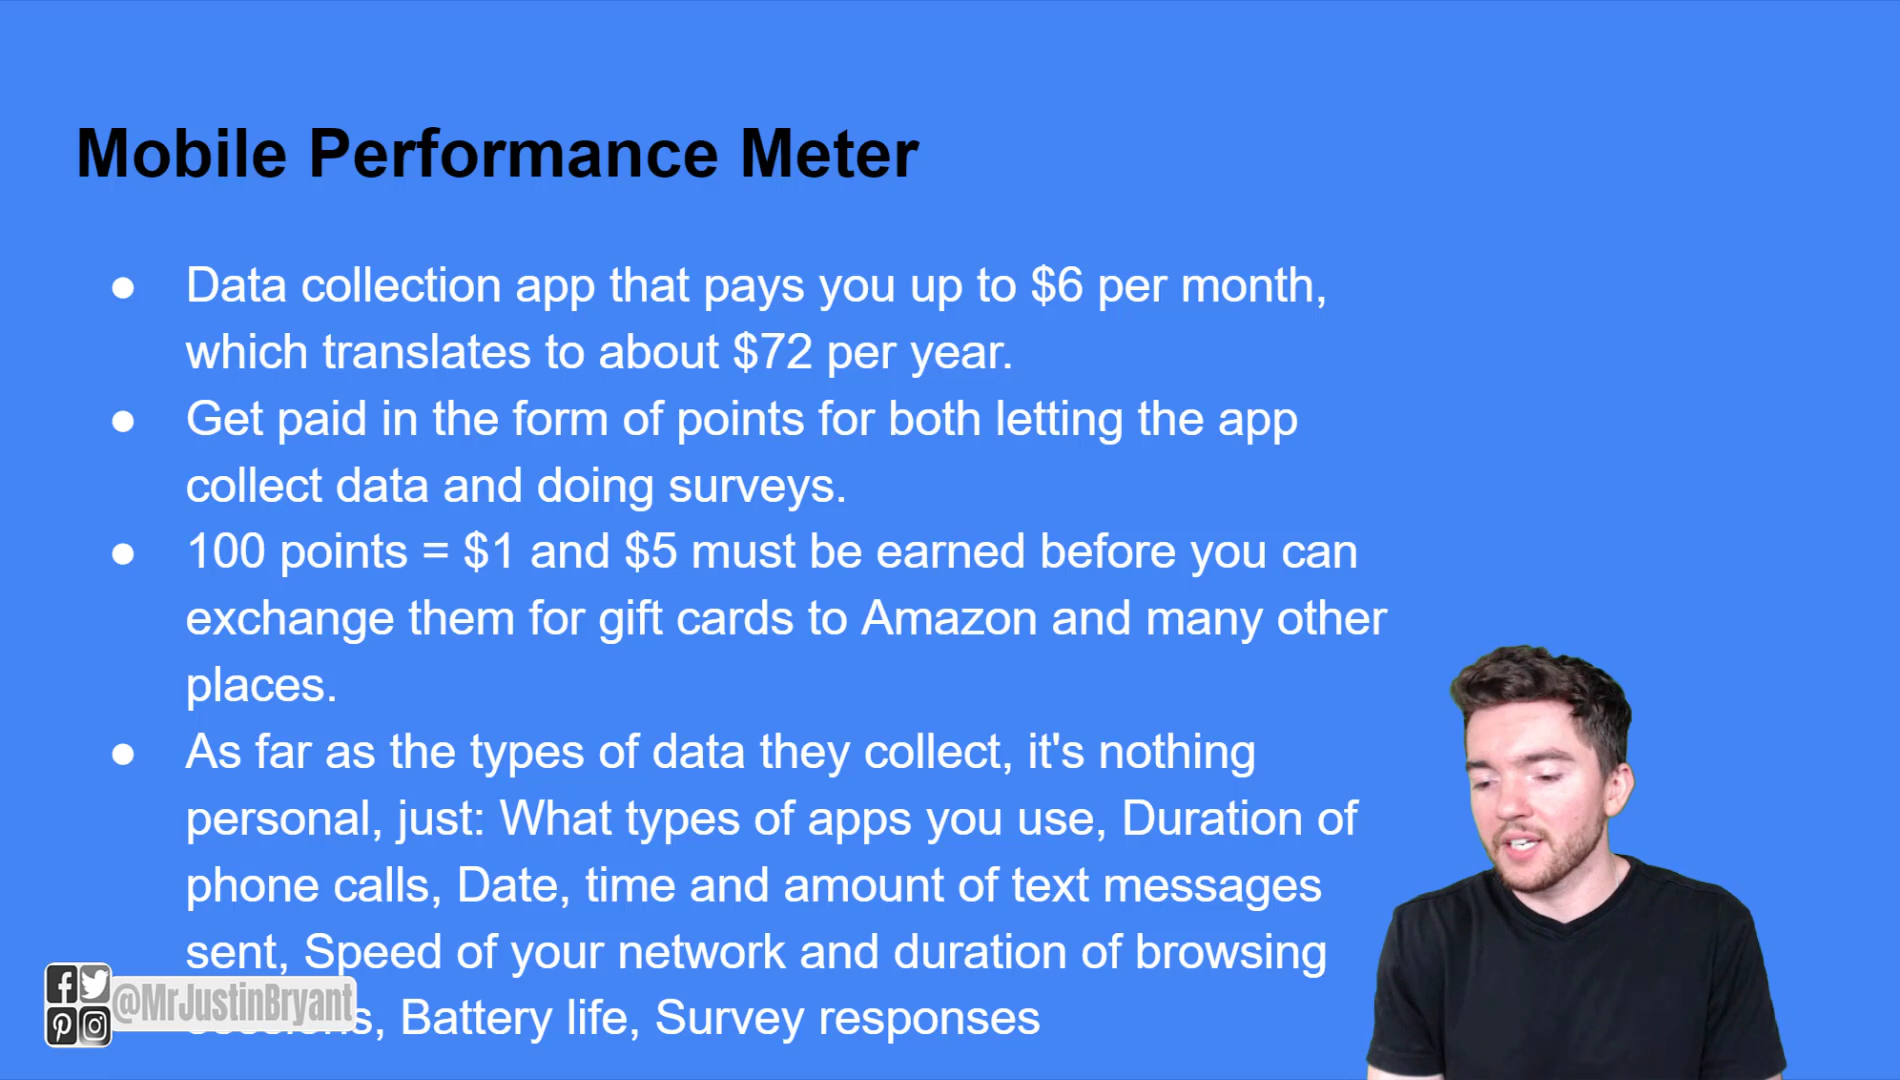 Mobile Performance Meter
● Data collection app that pays you up to $6 per month,
which translates to about $72 per year.
● Get paid in the form of points for both letting the app
collect data and doing surveys.
● 100 points = $1 and $5 must be earned before you can
exchange them for gift cards to Amazon and many other
places.
● As far as the types of data they collect, it's nothing
personal, just: What types of apps you use, Duration of
phone calls, Date, time and amount of text messages
sent, Speed of your network and duration of browsing
sessions, Battery life, Survey responses
@MrJustinBryant